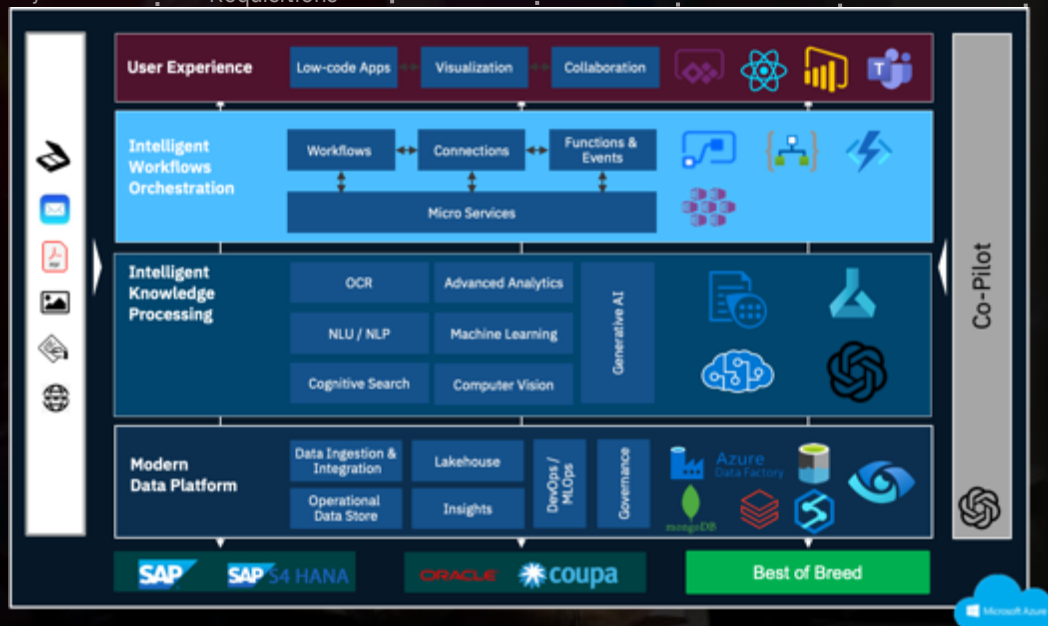 Requisitions
User Experience
Low-code Apps
Visualization
Collaboration
T
Intelligent
Workflows
Orchestration
Workflows
Connections
Functions &
Events
Micro Services
Intelligent
Knowledge
Processing
OCR
Advanced Analytics
NLU / NLP
Machine Learning
Cognitive Search
Computer Vision
Generative AI
Modern
Data Platform
Data Ingestion &
Integration
Lakehouse
Operational
Data Store
Insights
DevOps /
MLOps
Governance
Azure
Data Factory
mongoDB
Co-Pilot
SAP
SAP S4 HANA
ORACLE
coupa
Best of Breed
Microsoft Azure